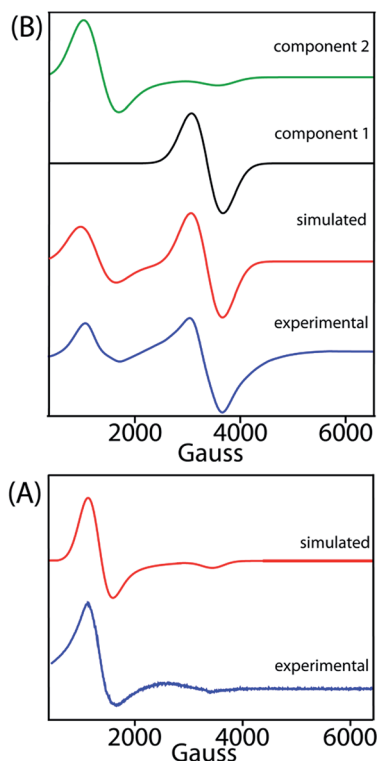 (B)
component 2
component 1
simulated
experimental
2000 4000 6000
Gauss
(A)
simulated
experimental
2000 4000 6000
Gauss